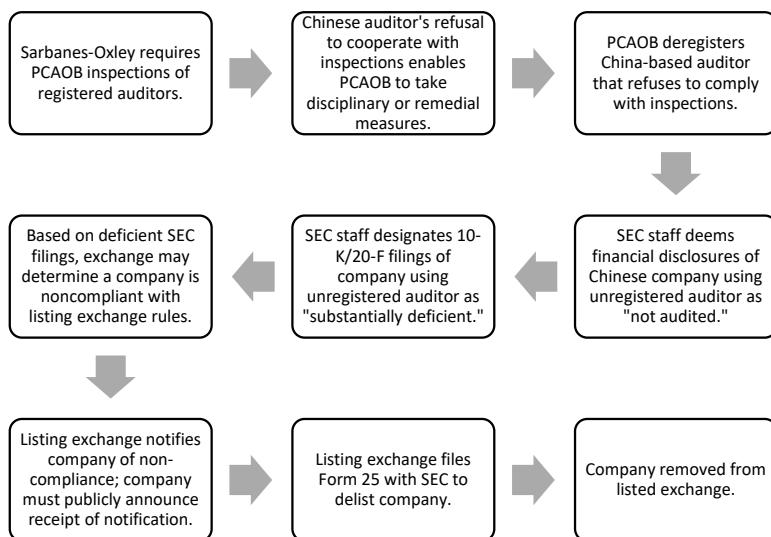 Sarbanes-Oxley requires
PCAOB inspections of
registered auditors.
Chinese auditor's refusal
to cooperate with
inspections enables
PCAOB to take
disciplinary or remedial
measures.
PCAOB deregisters
China-based auditor
that refuses to comply
with inspections.
SEC staff deems
financial disclosures of
Chinese company using
unregistered auditor as
"not audited."
SEC staff designates 10-
K/20-F filings of
company using
unregistered auditor as
"substantially deficient."
Based on deficient SEC
filings, exchange may
determine a company is
noncompliant with
listing exchange rules.
Listing exchange notifies
company of non-
compliance; company
must publicly announce
receipt of notification.
Listing exchange files
Form 25 with SEC to
delist company.
Company removed from
listed exchange.